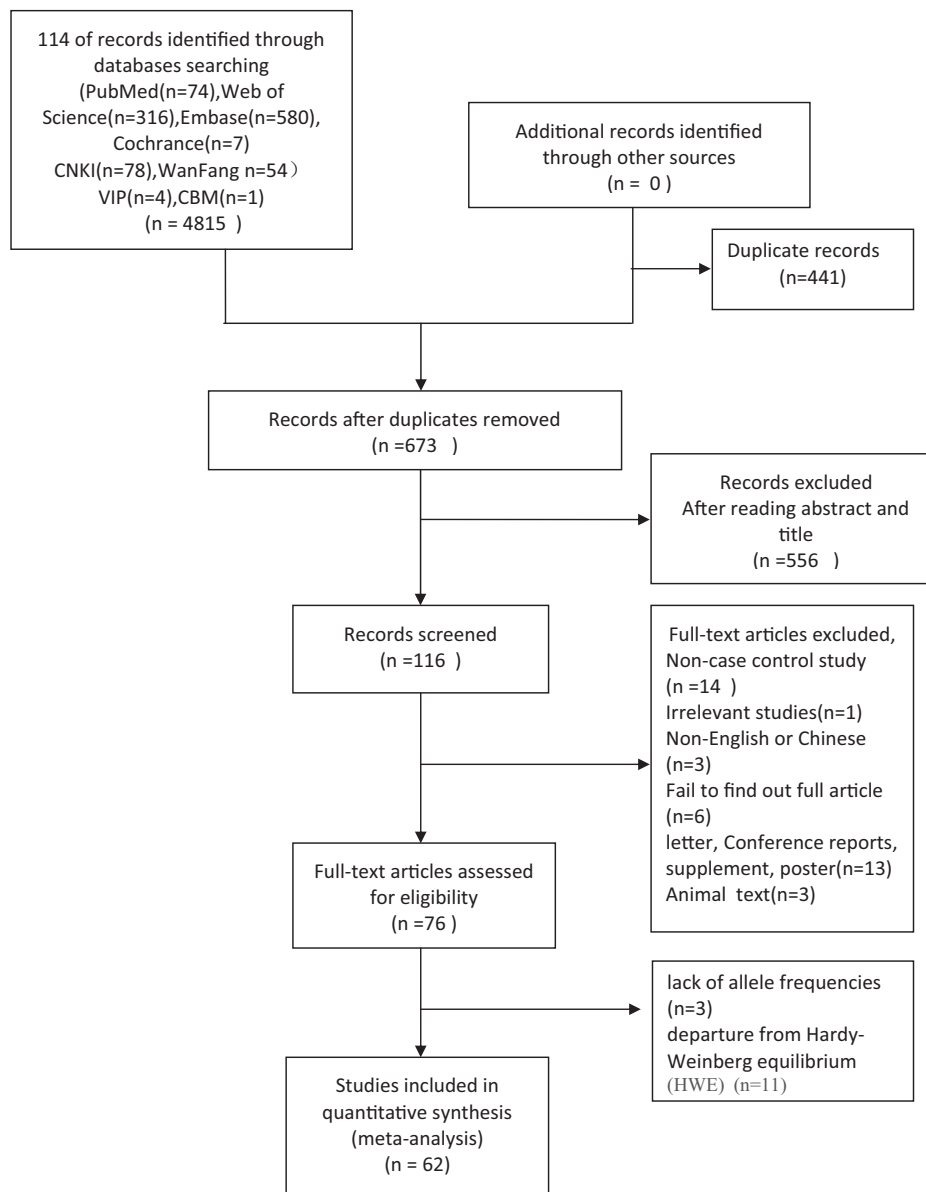 114 of records identified through
databases searching
(PubMed(n=74),Web of
Science(n=316),Embase(n=580),
Cochrance(n=7)
CNKI(n=78),WanFang n=54）
VIP(n=4),CBM(n=1)
(n = 4815 )
Additional records identified
through other sources
(n = 0 )
Duplicate records
(n=441)
Records after duplicates removed
(n =673 )
Records excluded
After reading abstract and
title
(n =556 )
Records screened
(n =116 )
Full-text articles excluded,
Non-case control study
(n =14 )
Irrelevant studies(n=1)
Non-English or Chinese
(n=3)
Fail to find out full article
(n=6)
letter, Conference reports,
supplement, poster(n=13)
Animal text(n=3)
Full-text articles assessed
for eligibility
(n =76 )
lack of allele frequencies
(n=3)
departure from Hardy-
Weinberg equilibrium
(HWE) (n=11)
Studies included in
quantitative synthesis
(meta-analysis)
(n = 62)